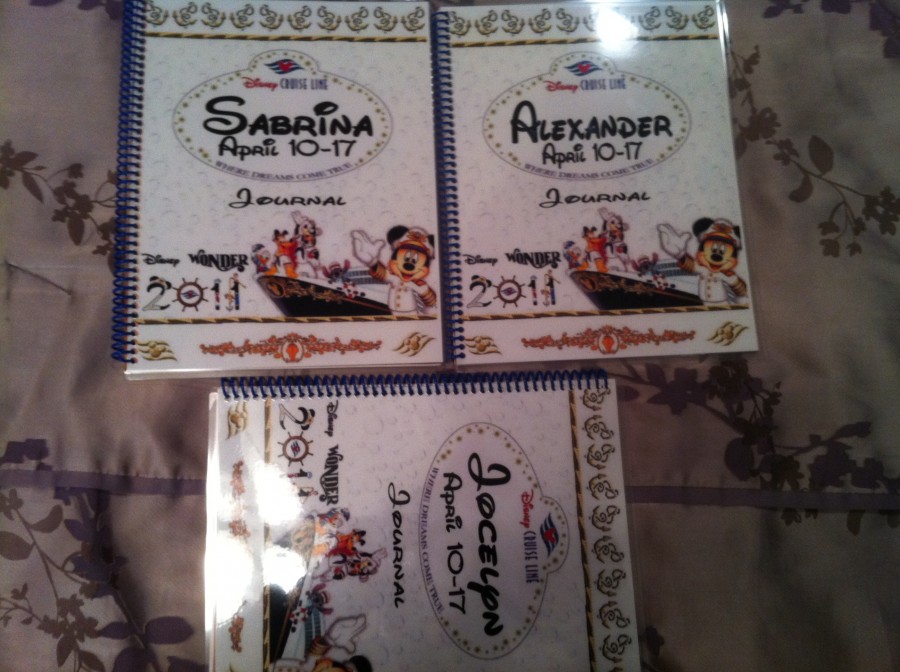 Disney CRUISE LINE
SABRINA
April 10-17
WHERE DREAMS COME TRUE
JOURNAL
Disney WONDER
2011
Disney CRUISE LINE
ALEXANDER
April 10-17
WHERE DREAMS COME TRUE
JOURNAL
Disney WONDER
2011
Disney CRUISE LINE
JOCELYN
April 10-17
WHERE DREAMS COME TRUE
JOURNAL
Disney WONDER
2011